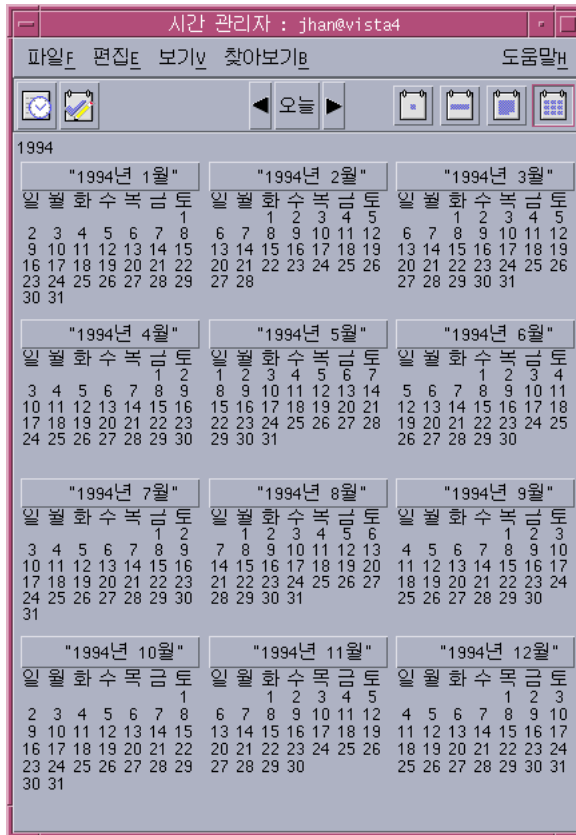 시간 관리자 : jhan@vista4
파일F 편집E 보기V 찾아보기B 도움말H
◀ 오늘 ▶
1994
"1994년 1월" "1994년 2월" "1994년 3월"
일 월 화 수 목 금 토 일 월 화 수 목 금 토 일 월 화 수 목 금 토
1 1 2 3 4 5 1 2 3 4 5
2 3 4 5 6 7 8 6 7 8 9 10 11 12 6 7 8 9 10 11 12
9 10 11 12 13 14 15 13 14 15 16 17 18 19 13 14 15 16 17 18 19
16 17 18 19 20 21 22 20 21 22 23 24 25 26 20 21 22 23 24 25 26
23 24 25 26 27 28 29 27 28 27 28 29 30 31
30 31
"1994년 4월" "1994년 5월" "1994년 6월"
일 월 화 수 목 금 토 일 월 화 수 목 금 토 일 월 화 수 목 금 토
1 2 1 2 3 4 5 6 7 1 2 3 4
3 4 5 6 7 8 9 8 9 10 11 12 13 14 5 6 7 8 9 10 11
10 11 12 13 14 15 16 15 16 17 18 19 20 21 12 13 14 15 16 17 18
17 18 19 20 21 22 23 22 23 24 25 26 27 28 19 20 21 22 23 24 25
24 25 26 27 28 29 30 29 30 31 26 27 28 29 30
"1994년 7월" "1994년 8월" "1994년 9월"
일 월 화 수 목 금 토 일 월 화 수 목 금 토 일 월 화 수 목 금 토
1 2 1 2 3 4 5 6 1 2 3
3 4 5 6 7 8 9 7 8 9 10 11 12 13 4 5 6 7 8 9 10
10 11 12 13 14 15 16 14 15 16 17 18 19 20 11 12 13 14 15 16 17
17 18 19 20 21 22 23 21 22 23 24 25 26 27 18 19 20 21 22 23 24
24 25 26 27 28 29 30 28 29 30 31 25 26 27 28 29 30
31
"1994년 10월" "1994년 11월" "1994년 12월"
일 월 화 수 목 금 토 일 월 화 수 목 금 토 일 월 화 수 목 금 토
1 1 2 3 4 5 1 2 3
2 3 4 5 6 7 8 6 7 8 9 10 11 12 4 5 6 7 8 9 10
9 10 11 12 13 14 15 13 14 15 16 17 18 19 11 12 13 14 15 16 17
16 17 18 19 20 21 22 20 21 22 23 24 25 26 18 19 20 21 22 23 24
23 24 25 26 27 28 29 27 28 29 30 25 26 27 28 29 30 31
30 31